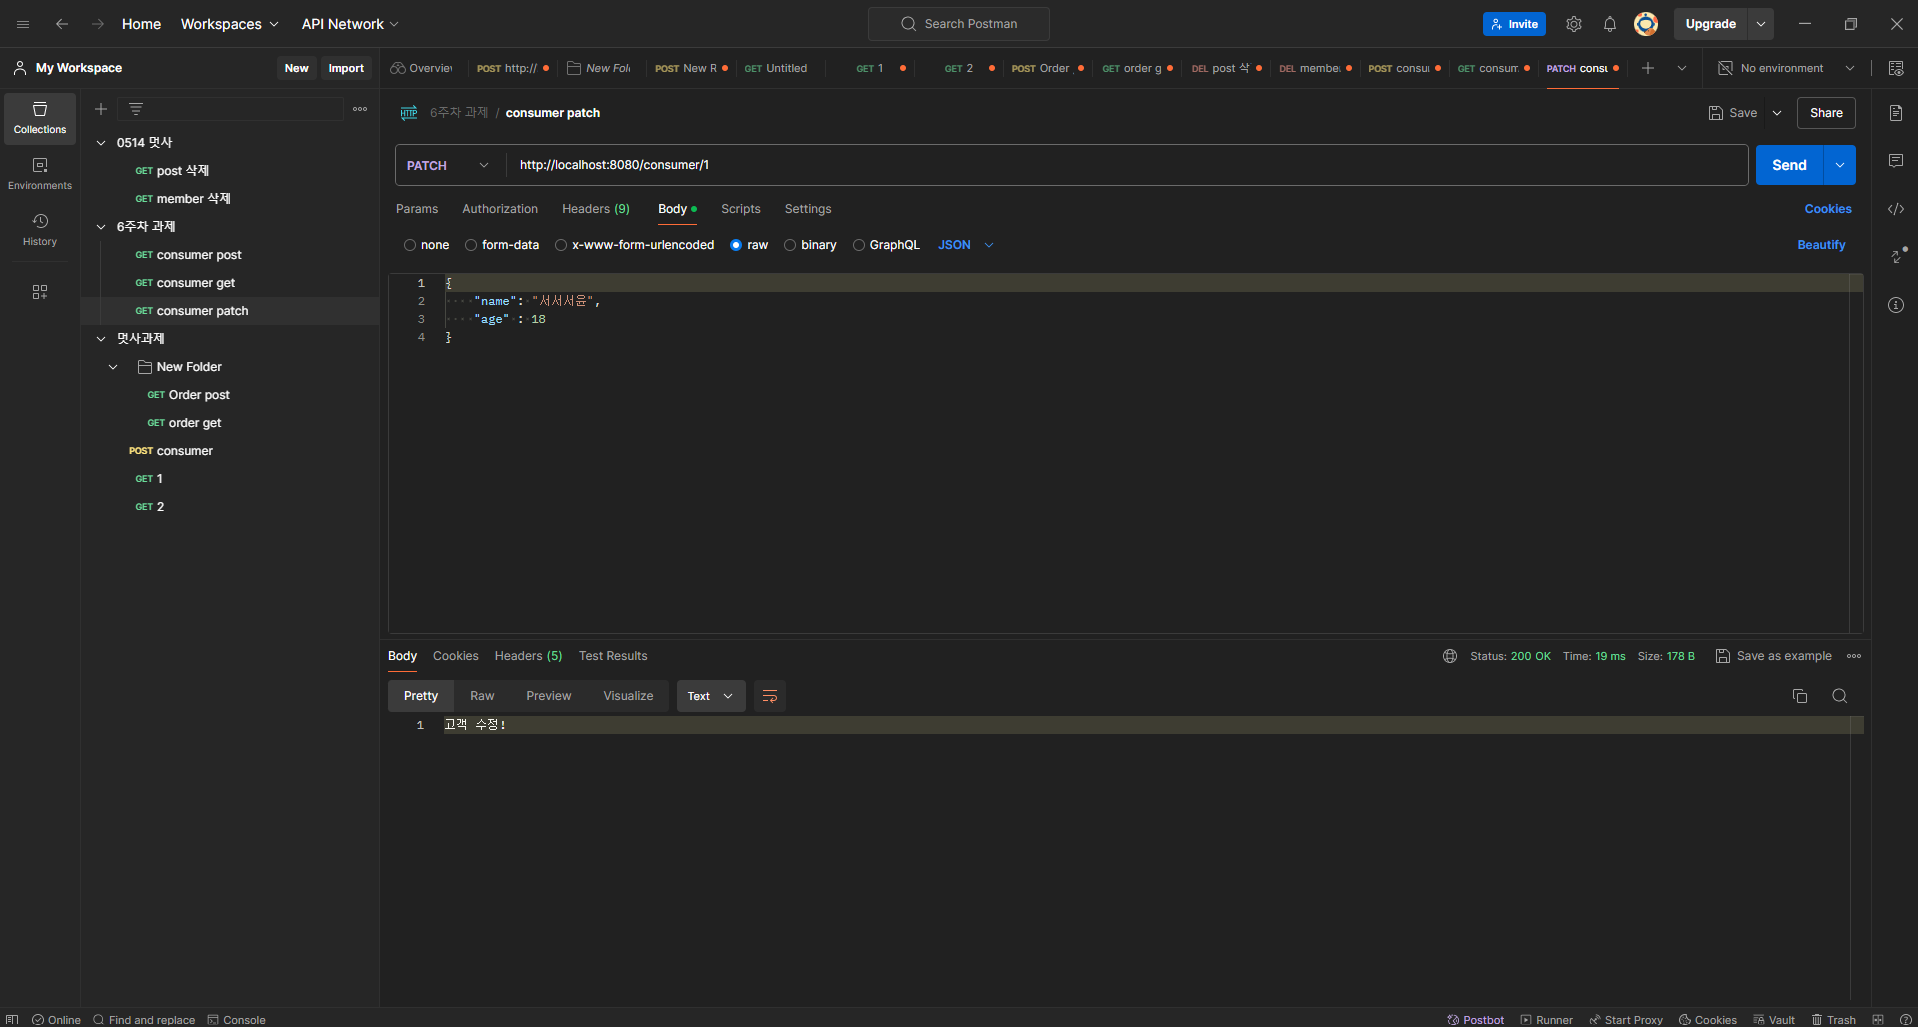 Home
Workspaces
API Network
Search Postman
Invite
Upgrade
My Workspace
New
Import
Overvie
POST http://
New Fol
POST New R
GET Untitled
GET 1
GET 2
POST Order
GET order g
DEL post 삭
DEL membe
POST consu
GET consum
PATCH consu
No environment
Collections
Environments
History
0514 멋사
GET post 삭제
GET member 삭제
6주차 과제
GET consumer post
GET consumer get
GET consumer patch
멋사과제
New Folder
GET Order post
GET order get
POST consumer
GET 1
GET 2
HTTP 6주차 과제 / consumer patch
Save
Share
PATCH
http://localhost:8080/consumer/1
Send
Params
Authorization
Headers (9)
Body
Scripts
Settings
Cookies
none
form-data
x-www-form-urlencoded
raw
binary
GraphQL
JSON
Beautify
1 {
2 "name": "서서서윤",
3 "age" : 18
4 }
Body
Cookies
Headers (5)
Test Results
Status: 200 OK
Time: 19 ms
Size: 178 B
Save as example
Pretty
Raw
Preview
Visualize
Text
1 고객 수정!
Online
Find and replace
Console
Postbot
Runner
Start Proxy
Cookies
Vault
Trash